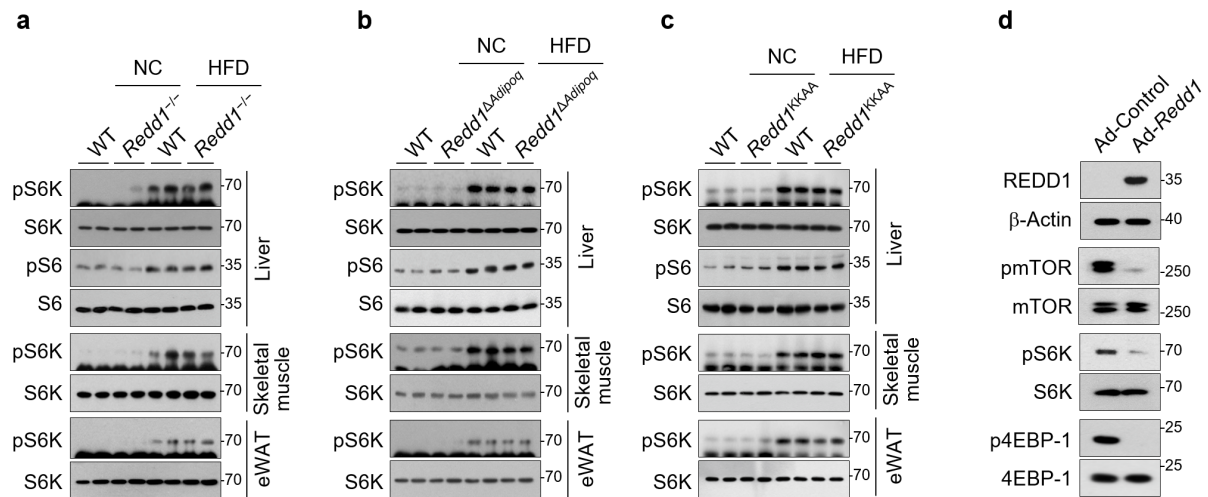 a
NC HFD
WT Redd1−/− WT Redd1−/−
pS6K -70
S6K -70
pS6 -35
S6 -35
Liver
pS6K -70
S6K -70
Skeletal
muscle
pS6K -70
S6K -70
eWAT
b
NC HFD
WT Redd1ΔAdipoq WT Redd1ΔAdipoq
pS6K -70
S6K -70
pS6 -35
S6 -35
Liver
pS6K -70
S6K -70
Skeletal
muscle
pS6K -70
S6K -70
eWAT
c
NC HFD
WT Redd1KKAA WT Redd1KKAA
pS6K -70
S6K -70
pS6 -35
S6 -35
Liver
pS6K -70
S6K -70
Skeletal
muscle
pS6K -70
S6K -70
eWAT
d
Ad-Control Ad-Redd1
REDD1 -35
β-Actin -40
pmTOR -250
mTOR -250
pS6K -70
S6K -70
p4EBP-1 -25
4EBP-1 -25